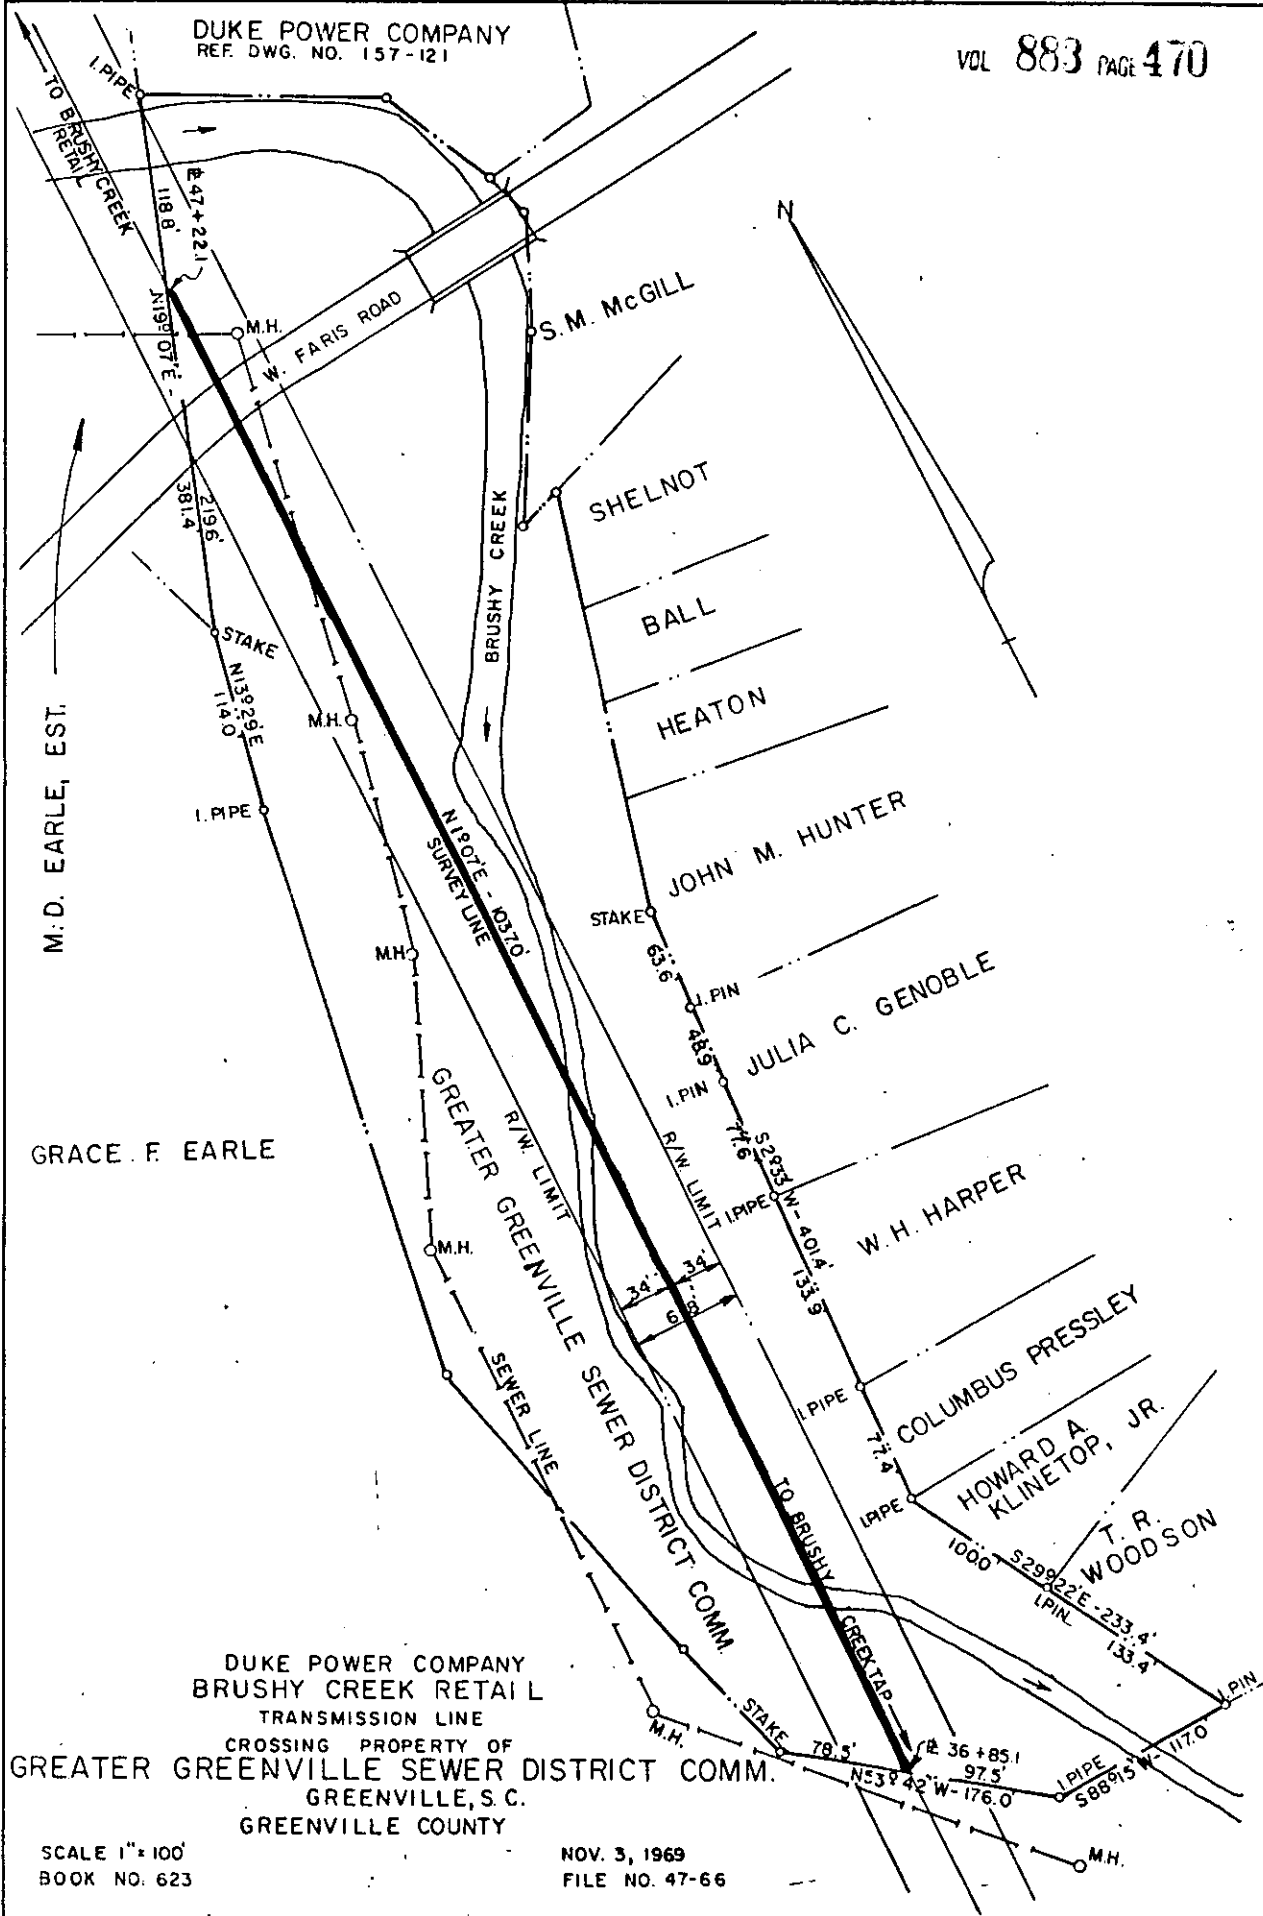 DUKE POWER COMPANY
REF. DWG. NO. 157-121
VOL 883 PAGE 470
I.PIPE
TO BRUSHY CREEK
RETAIL
118.8'
47+22.1
N19°07'E -
M.H.
W. FARIS ROAD
S. M. McGILL
N
381.4'
219.6'
STAKE
N13°29'E
114.0'
M.H.
I. PIPE
M.D. EARLE, EST.
BRUSHY CREEK
SHELNOT
BALL
HEATON
JOHN M. HUNTER
STAKE
N1°07'E - 1037.0'
SURVEY LINE
M.H.
63.6'
I.PIN
48.9'
JULIA C. GENOBLE
I.PIN
77.6'
S2°33'W - 401.4'
GRACE F. EARLE
GREATER GREENVILLE SEWER DISTRICT COMM.
R/W. LIMIT
R/W. LIMIT
I.PIPE
W. H. HARPER
133.9'
M.H.
34'
34'
68'
SEWER LINE
I.PIPE
COLUMBUS PRESSLEY
77.4'
I.PIPE
HOWARD A.
KLINETOP, JR.
T. R.
WOODSON
100.0'
S29°22'E - 233.4'
I.PIN
133.4'
TO BRUSHY CREEK TAP
I.PIN
M.H.
STAKE
78.5'
36+85.1
97.5'
N53°42'W - 176.0'
I.PIPE
S88°15'W - 117.0'
M.H.
DUKE POWER COMPANY
BRUSHY CREEK RETAIL
TRANSMISSION LINE
CROSSING PROPERTY OF
GREATER GREENVILLE SEWER DISTRICT COMM.
GREENVILLE, S.C.
GREENVILLE COUNTY
SCALE 1"=100'
BOOK NO. 623
NOV. 3, 1969
FILE NO. 47-66